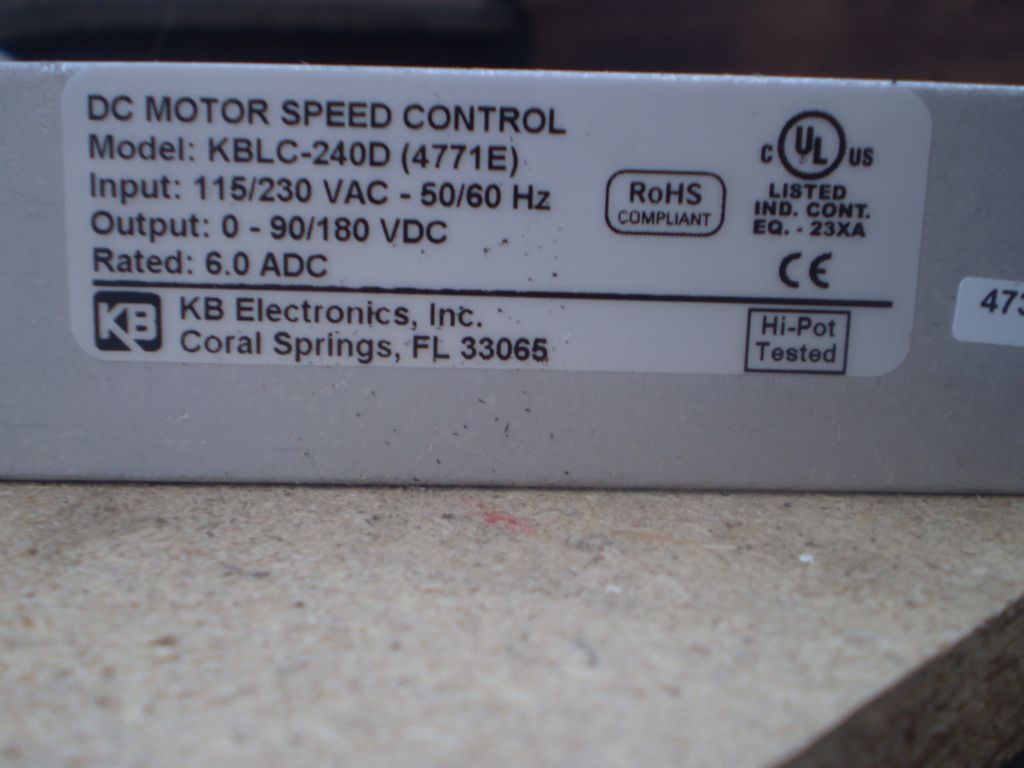 DC MOTOR SPEED CONTROL
Model: KBLC-240D (4771E)
Input: 115/230 VAC - 50/60 Hz
Output: 0 - 90/180 VDC
Rated: 6.0 ADC
RoHS
COMPLIANT
C UL US
LISTED
IND. CONT.
EQ. - 23XA
CE
KB
KB Electronics, Inc.
Coral Springs, FL 33065
Hi-Pot
Tested
473